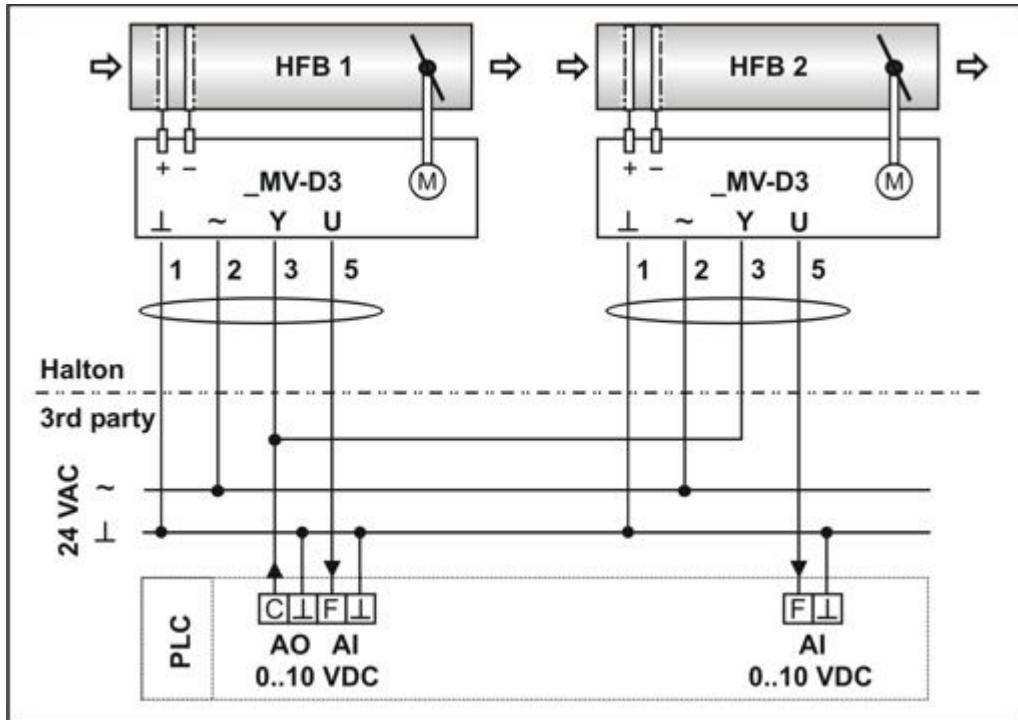 HFB 1 HFB 2
+ − + −
_MV-D3 M _MV-D3 M
⊥ ~ Y U ⊥ ~ Y U
1 2 3 5 1 2 3 5
Halton
3rd party
24 VAC ~
⊥
PLC
C ⊥ F ⊥ F ⊥
AO AI AI
0..10 VDC 0..10 VDC